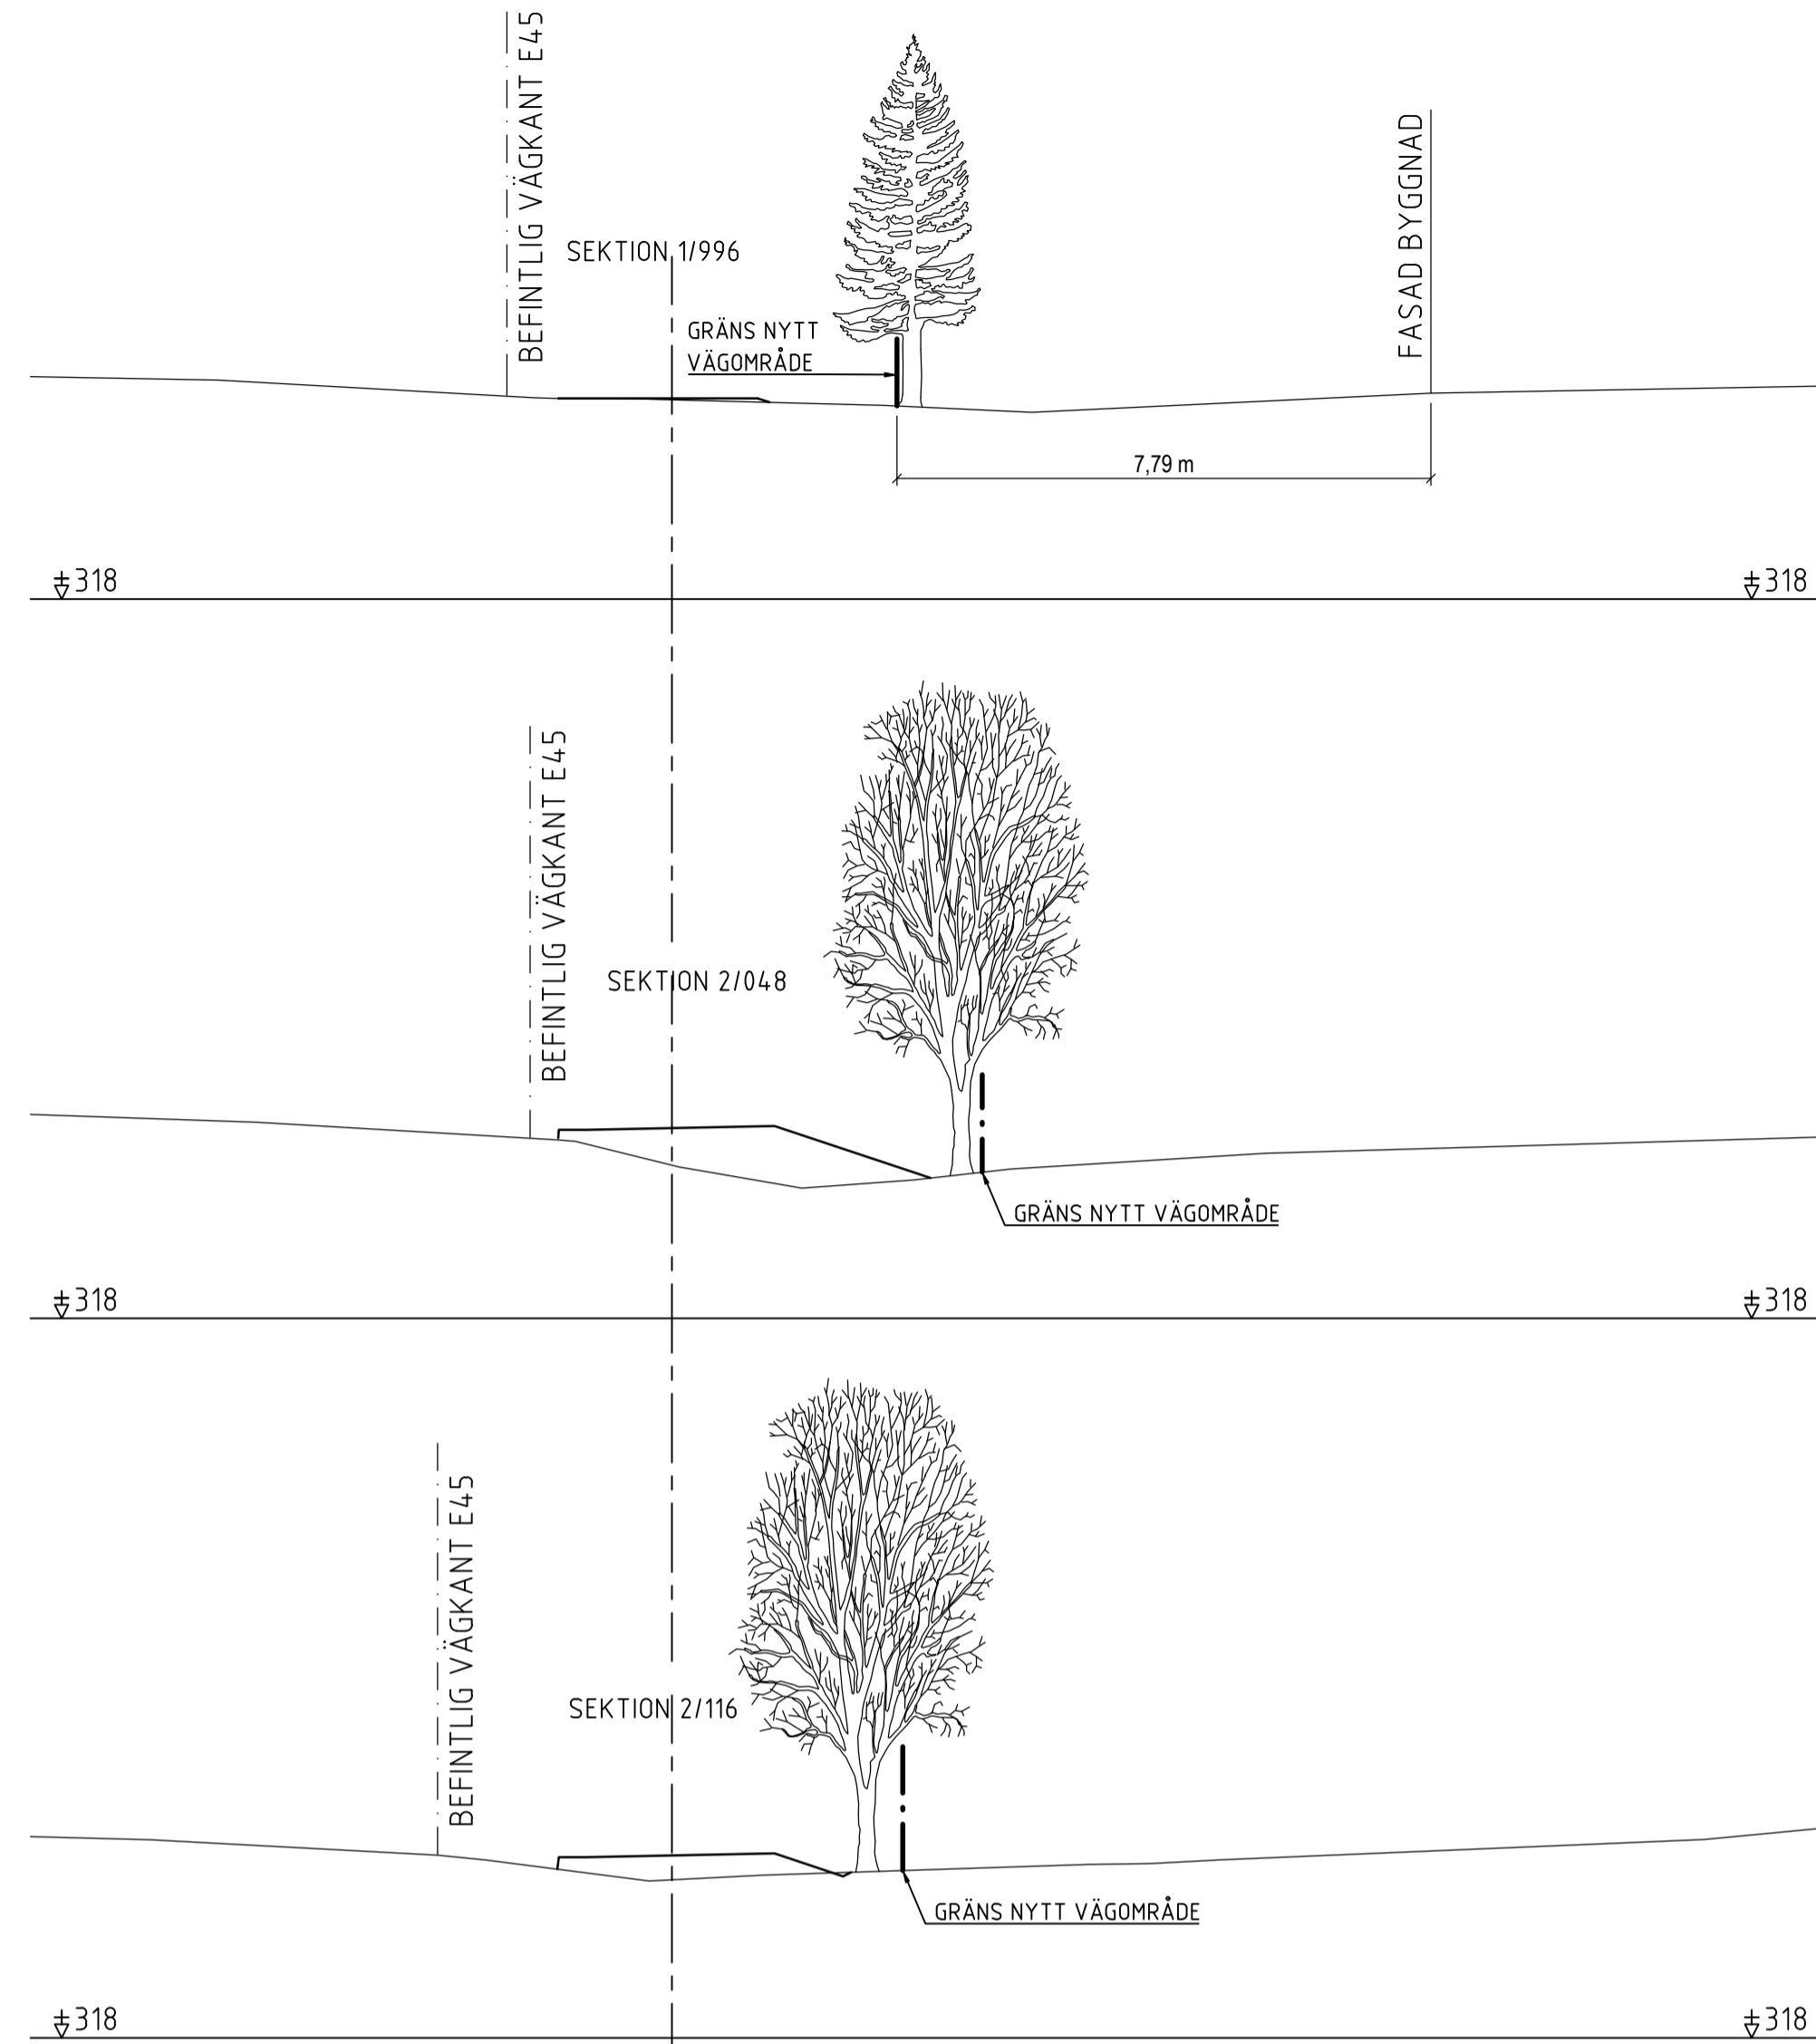 BEFINTLIG VÄGKANT E45
SEKTION 1/996
GRÄNS NYTT
VÄGOMRÅDE
FASAD BYGGNAD
7,79 m
±318
±318
BEFINTLIG VÄGKANT E45
SEKTION 2/048
GRÄNS NYTT VÄGOMRÅDE
±318
±318
BEFINTLIG VÄGKANT E45
SEKTION 2/116
GRÄNS NYTT VÄGOMRÅDE
±318
±318